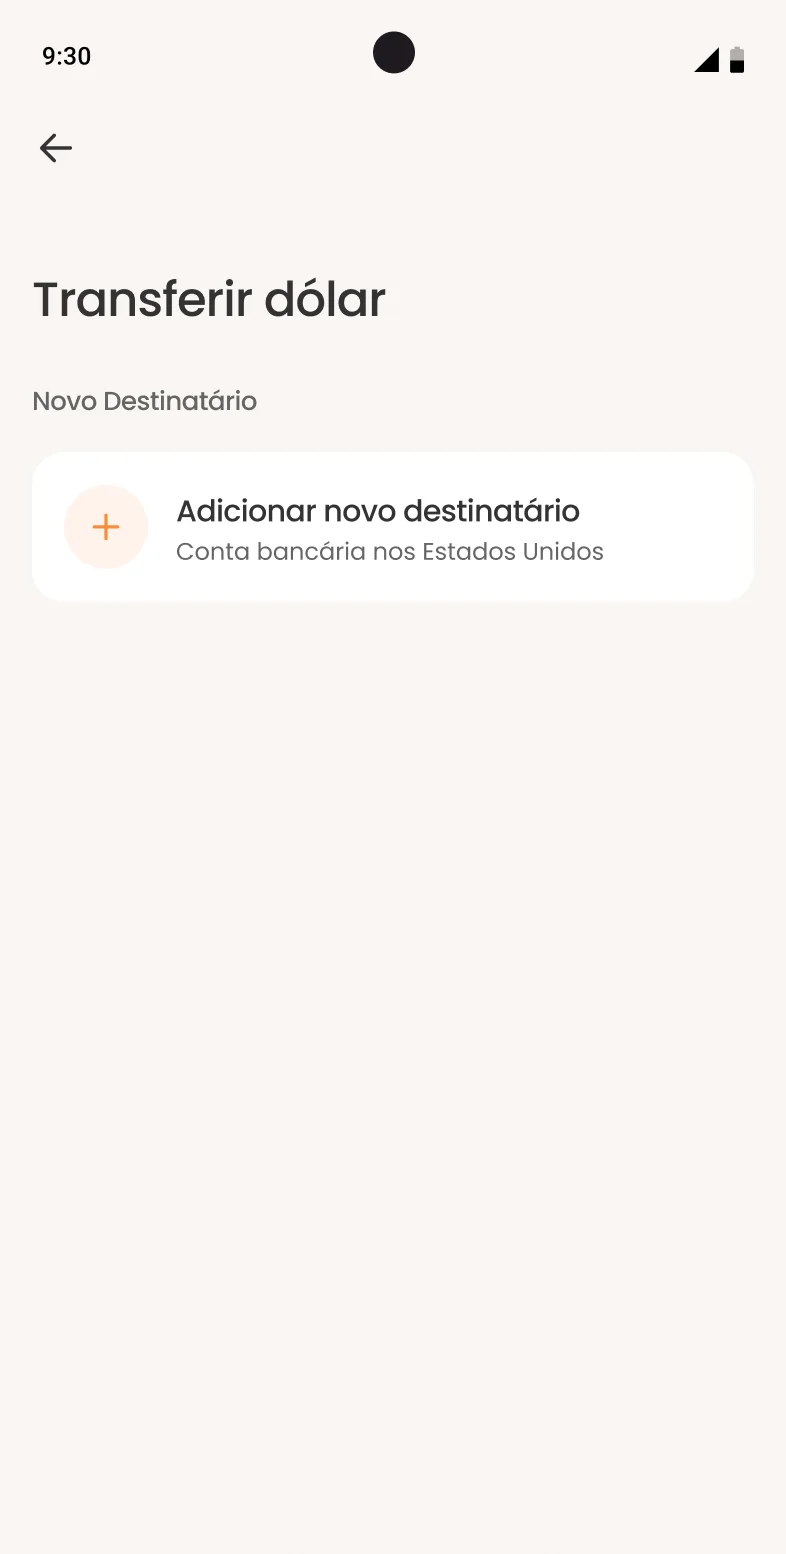 9:30
Transferir dólar
Novo Destinatário
Adicionar novo destinatário
Conta bancária nos Estados Unidos